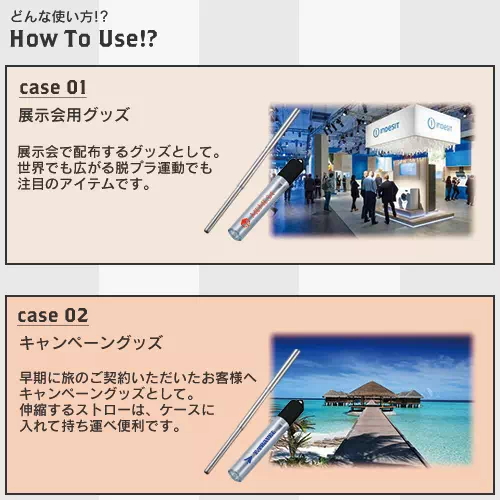 どんな使い方!?
How To Use!?
case 01
展示会用グッズ
展示会で配布するグッズとして。
世界でも広がる脱プラ運動でも
注目のアイテムです。
INDESIT
INDESIT
case 02
キャンペーングッズ
早期に旅のご契約いただいたお客様へ
キャンペーングッズとして。
伸縮するストローは、ケースに
入れて持ち運べ便利です。